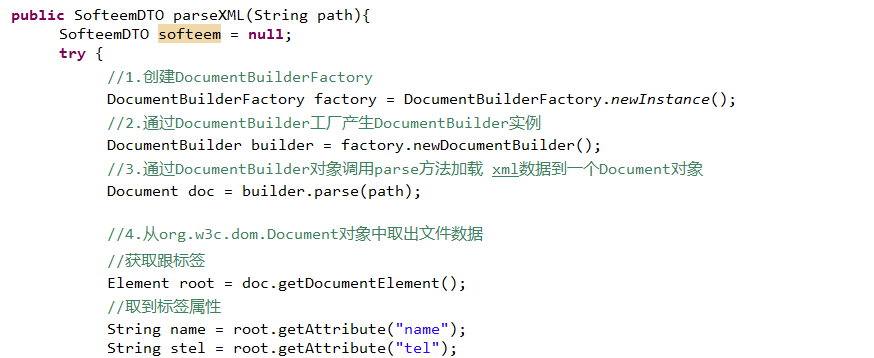 public SofteemDTO parseXML(String path){
SofteemDTO softeem = null;
try {
//1.创建DocumentBuilderFactory
DocumentBuilderFactory factory = DocumentBuilderFactory.newInstance();
//2.通过DocumentBuilder工厂产生DocumentBuilder实例
DocumentBuilder builder = factory.newDocumentBuilder();
//3.通过DocumentBuilder对象调用parse方法加载 xml数据到一个Document对象
Document doc = builder.parse(path);
//4.从org.w3c.dom.Document对象中取出文件数据
//获取跟标签
Element root = doc.getDocumentElement();
//取到标签属性
String name = root.getAttribute("name");
String stel = root.getAttribute("tel");